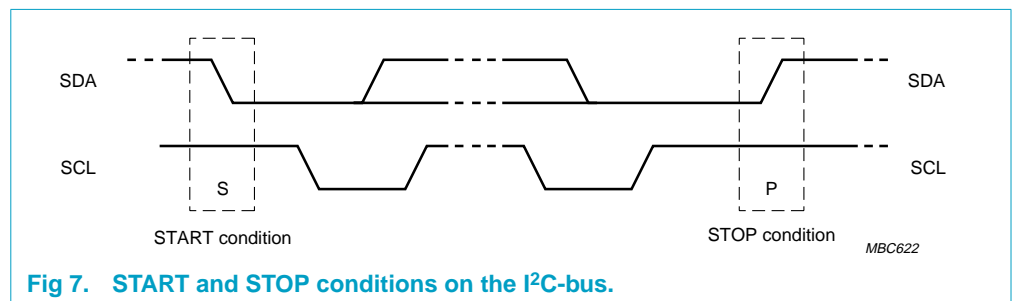 SDA SDA
SCL SCL
S P
START condition STOP condition
MBC622
Fig 7. START and STOP conditions on the I²C-bus.